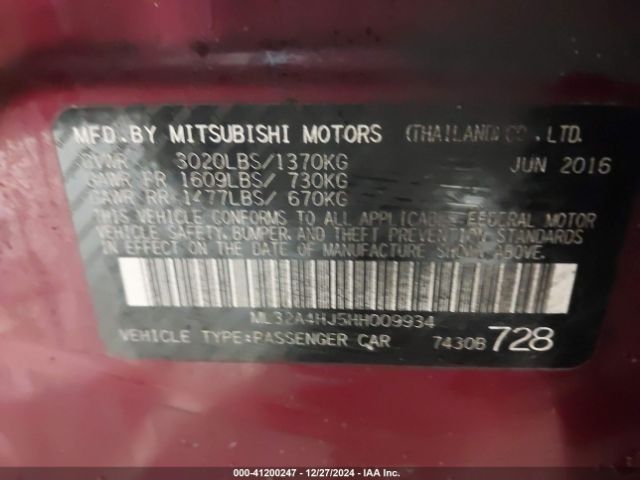 MFD.BY MITSUBISHI MOTORS (THAILAND)CO.,LTD.
GVWR 3020LBS/1370KG JUN 2016
GAWR FR 1609LBS/ 730KG
GAWR RR 1477LBS/ 670KG
THIS VEHICLE CONFORMS TO ALL APPLICABLE FEDERAL MOTOR
VEHICLE SAFETY, BUMPER, AND THEFT PREVENTION STANDARDS
IN EFFECT ON THE DATE OF MANUFACTURE SHOWN ABOVE.
ML32A4HJ5HH009934
VEHICLE TYPE:PASSENGER CAR 7430B 728
000-41200247 - 12/27/2024 - IAA Inc.